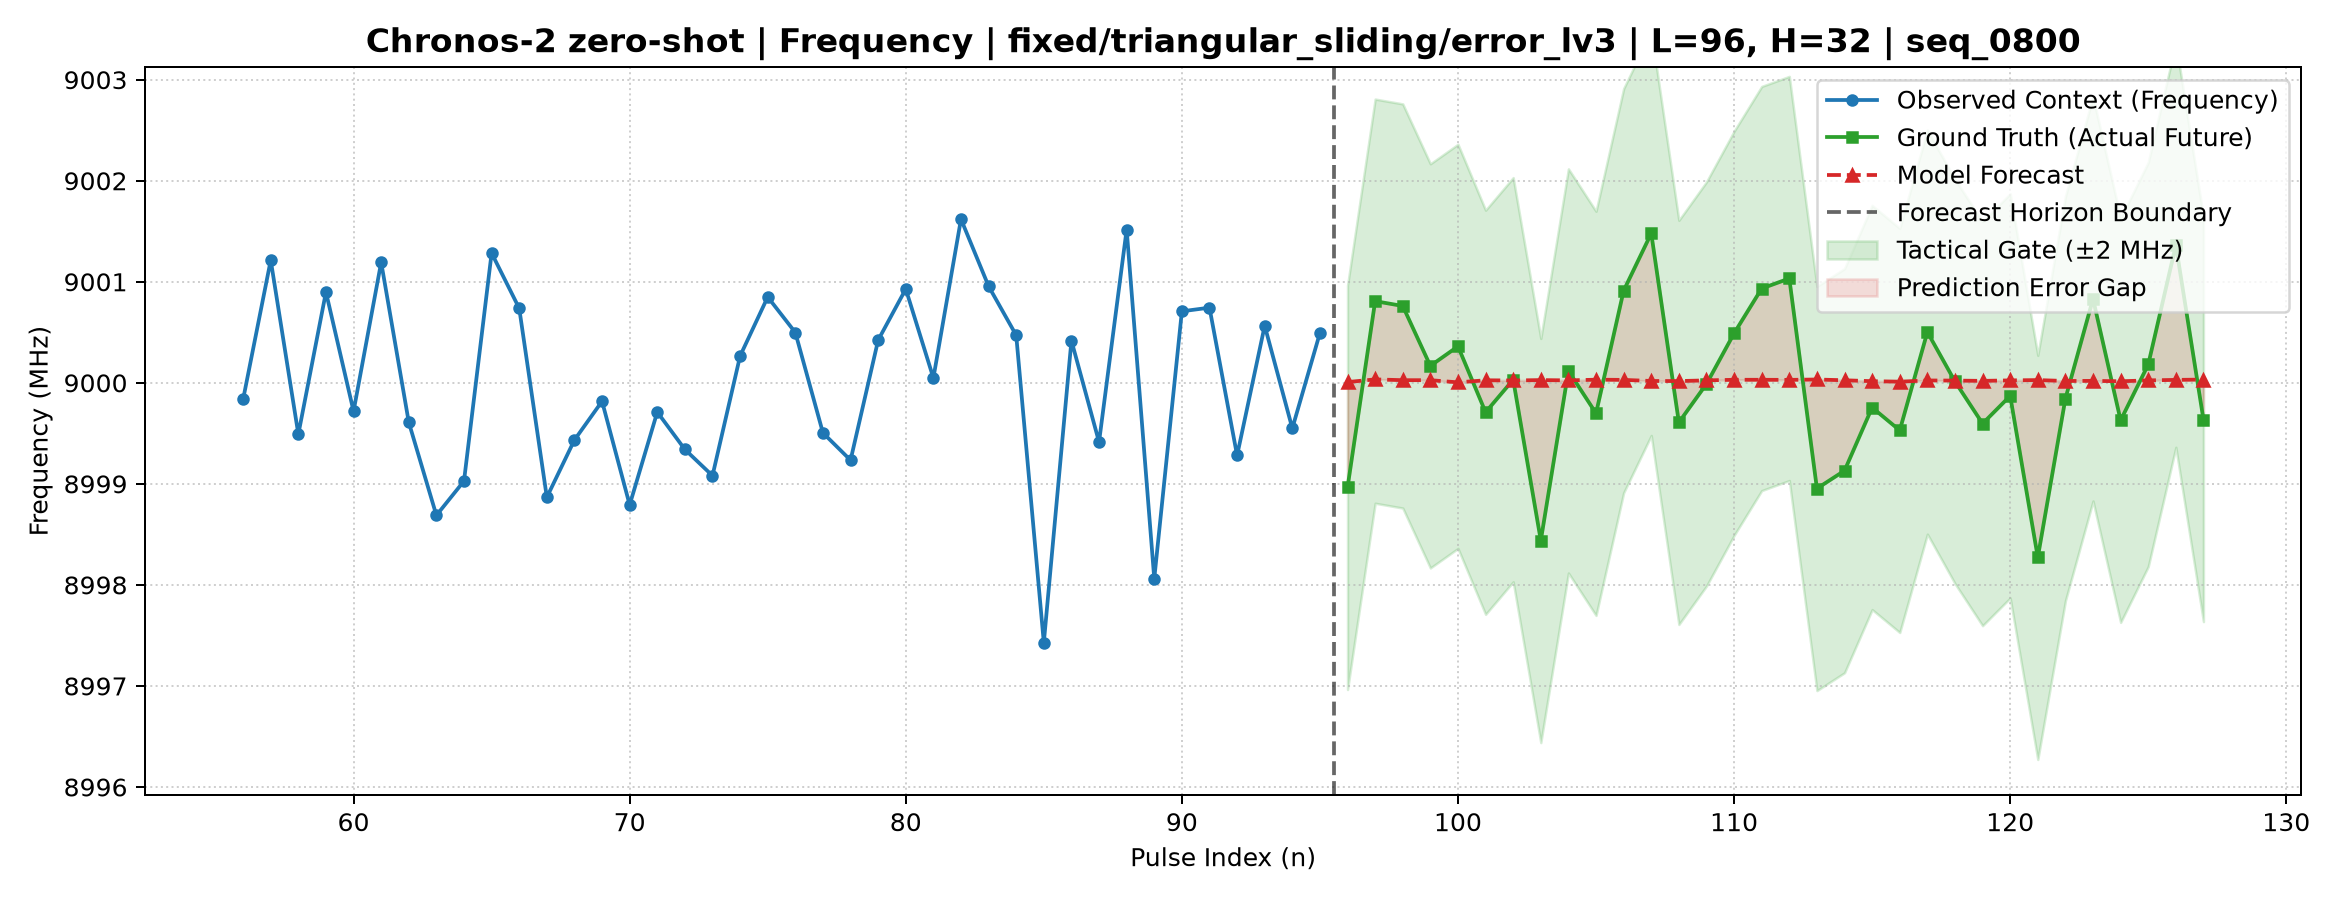 Chronos-2 zero-shot | Frequency | fixed/triangular_sliding/error_lv3 | L=96, H=32 | seq_0800
Frequency (MHz)
9003
9002
9001
9000
8999
8998
8997
8996
Observed Context (Frequency)
Ground Truth (Actual Future)
Model Forecast
Forecast Horizon Boundary
Tactical Gate (±2 MHz)
Prediction Error Gap
60 70 80 90 100 110 120 130
Pulse Index (n)